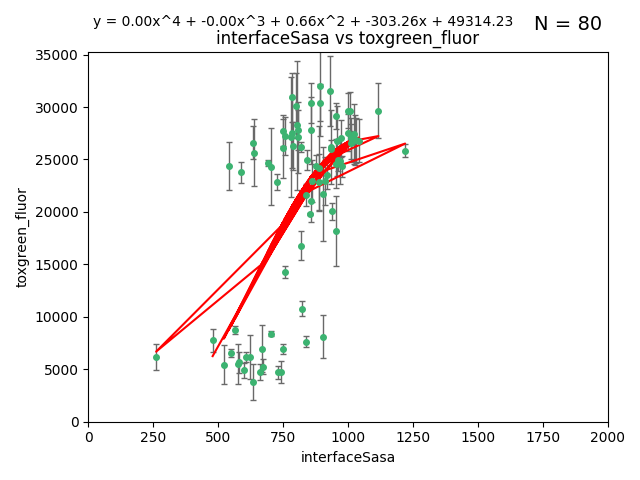 y = 0.00x^4 + -0.00x^3 + 0.66x^2 + -303.26x + 49314.23
N = 80
interfaceSasa vs toxgreen_fluor
35000
30000
25000
20000
15000
10000
5000
0
toxgreen_fluor
0 250 500 750 1000 1250 1500 1750 2000
interfaceSasa